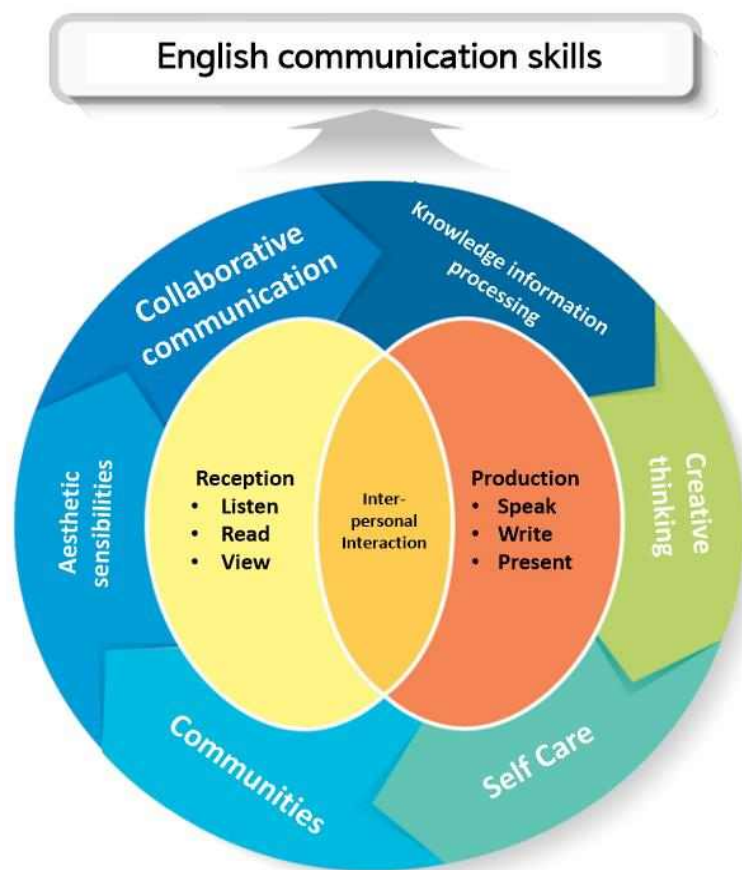 English communication skills
Collaborative
communication
Knowledge information
processing
Creative
thinking
Self Care
Communities
Aesthetic
sensibilities
Reception
• Listen
• Read
• View
Inter-
personal
Interaction
Production
• Speak
• Write
• Present